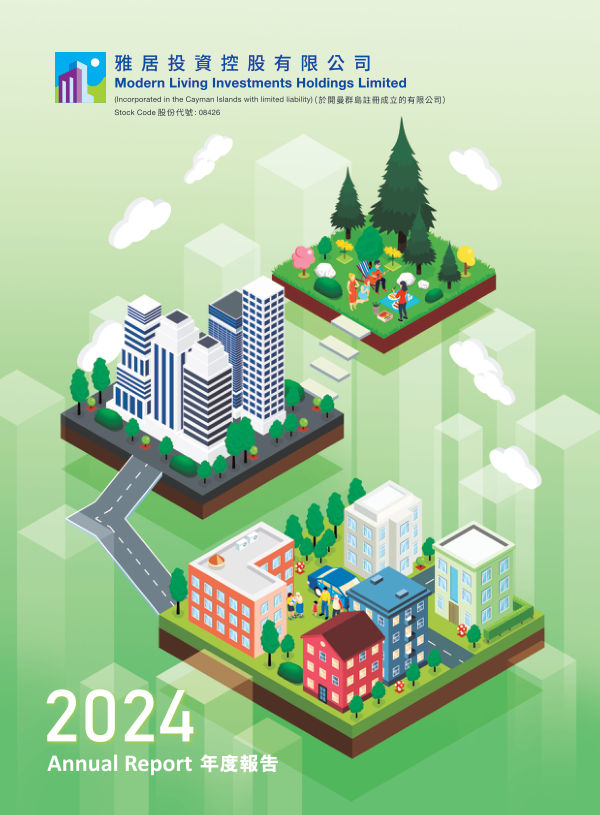 雅居投資控股有限公司
Modern Living Investments Holdings Limited
(Incorporated in the Cayman Islands with limited liability) (於開曼群島註冊成立的有限公司)
Stock Code 股份代號: 08426
2024
Annual Report 年度報告